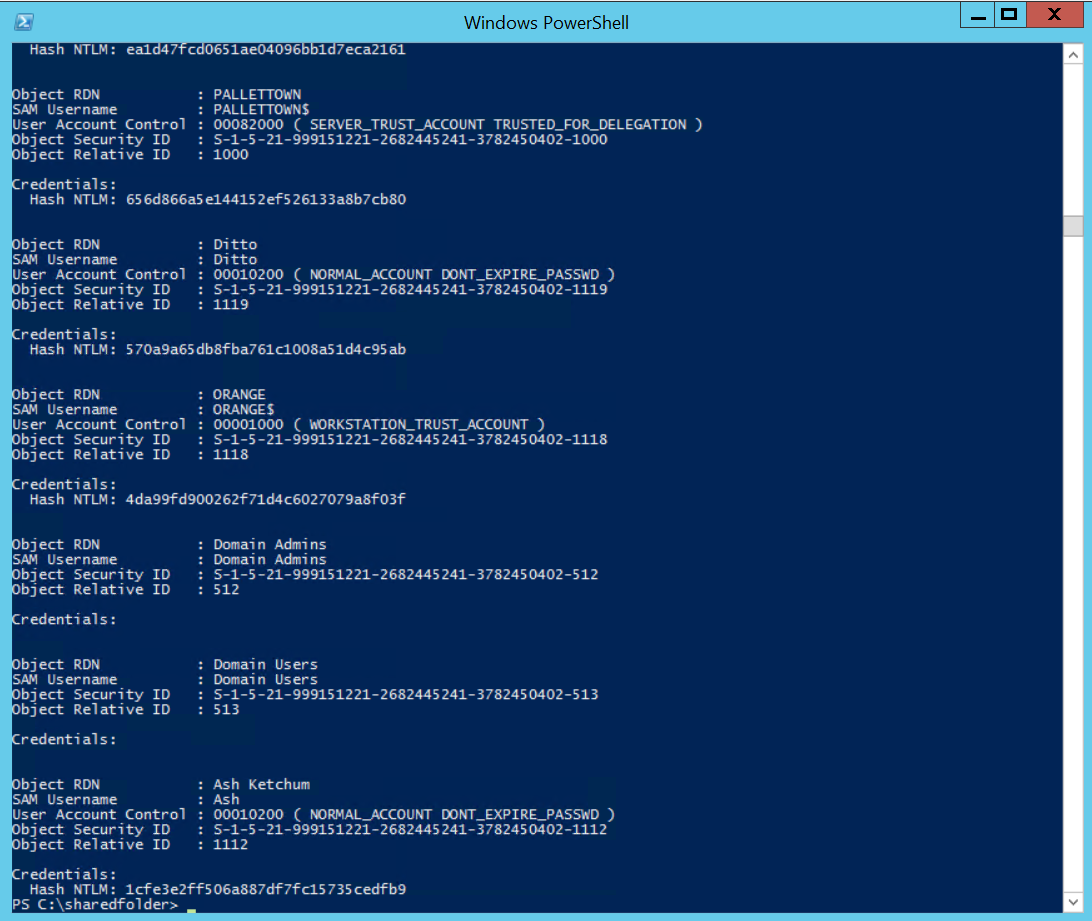 Windows PowerShell
Hash NTLM: ea1d47fcd0651ae04096bb1d7eca2161
Object RDN : PALLETTOWN
SAM Username : PALLETTOWN$
User Account Control : 00082000 ( SERVER_TRUST_ACCOUNT TRUSTED_FOR_DELEGATION )
Object Security ID : S-1-5-21-999151221-2682445241-3782450402-1000
Object Relative ID : 1000
Credentials:
Hash NTLM: 656d866a5e144152ef526133a8b7cb80
Object RDN : Ditto
SAM Username : Ditto
User Account Control : 00010200 ( NORMAL_ACCOUNT DONT_EXPIRE_PASSWD )
Object Security ID : S-1-5-21-999151221-2682445241-3782450402-1119
Object Relative ID : 1119
Credentials:
Hash NTLM: 570a9a65db8fba761c1008a51d4c95ab
Object RDN : ORANGE
SAM Username : ORANGE$
User Account Control : 00001000 ( WORKSTATION_TRUST_ACCOUNT )
Object Security ID : S-1-5-21-999151221-2682445241-3782450402-1118
Object Relative ID : 1118
Credentials:
Hash NTLM: 4da99fd900262f71d4c6027079a8f03f
Object RDN : Domain Admins
SAM Username : Domain Admins
Object Security ID : S-1-5-21-999151221-2682445241-3782450402-512
Object Relative ID : 512
Credentials:
Object RDN : Domain Users
SAM Username : Domain Users
Object Security ID : S-1-5-21-999151221-2682445241-3782450402-513
Object Relative ID : 513
Credentials:
Object RDN : Ash Ketchum
SAM Username : Ash
User Account Control : 00010200 ( NORMAL_ACCOUNT DONT_EXPIRE_PASSWD )
Object Security ID : S-1-5-21-999151221-2682445241-3782450402-1112
Object Relative ID : 1112
Credentials:
Hash NTLM: 1cfe3e2ff506a887df7fc15735cedfb9
PS C:\sharedfolder>